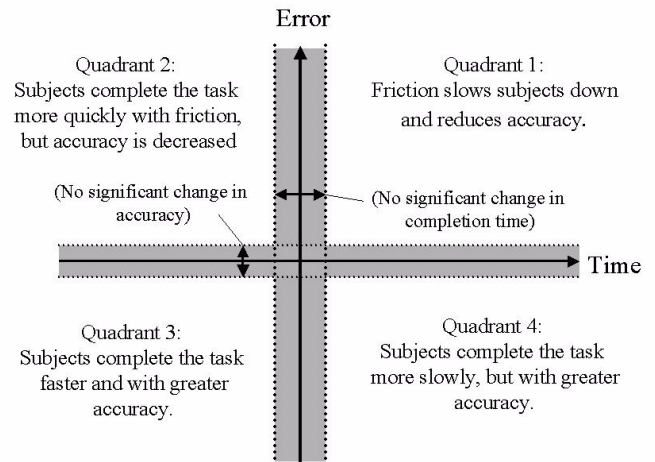 Error
Quadrant 2:
Subjects complete the task
more quickly with friction,
but accuracy is decreased
Quadrant 1:
Friction slows subjects down
and reduces accuracy.
(No significant change in
accuracy)
(No significant change in
completion time)
Time
Quadrant 3:
Subjects complete the task
faster and with greater
accuracy.
Quadrant 4:
Subjects complete the task
more slowly, but with greater
accuracy.